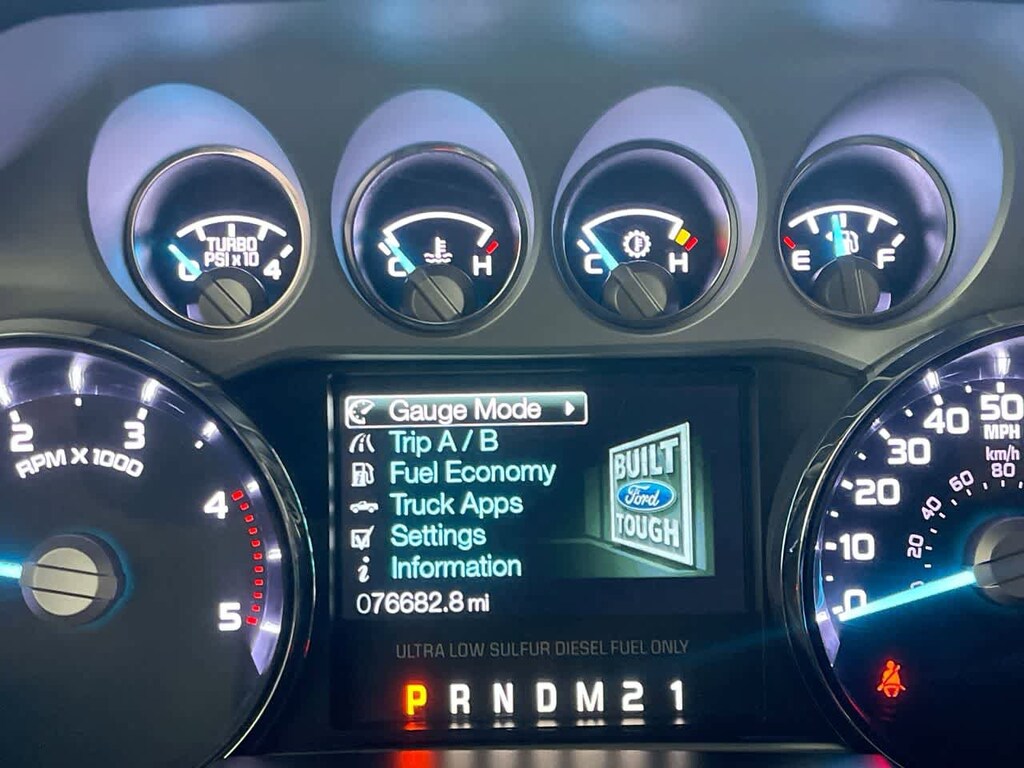 TURBO
PSI x 10
0 4
C H
C H
E F
2 3
RPM X 1000
4
5
Gauge Mode
Trip A / B
Fuel Economy
Truck Apps
Settings
Information
076682.8 mi
BUILT
Ford
TOUGH
ULTRA LOW SULFUR DIESEL FUEL ONLY
P R N D M 2 1
50
MPH
km/h
80
40
60
30
40
20
20
10
0
0